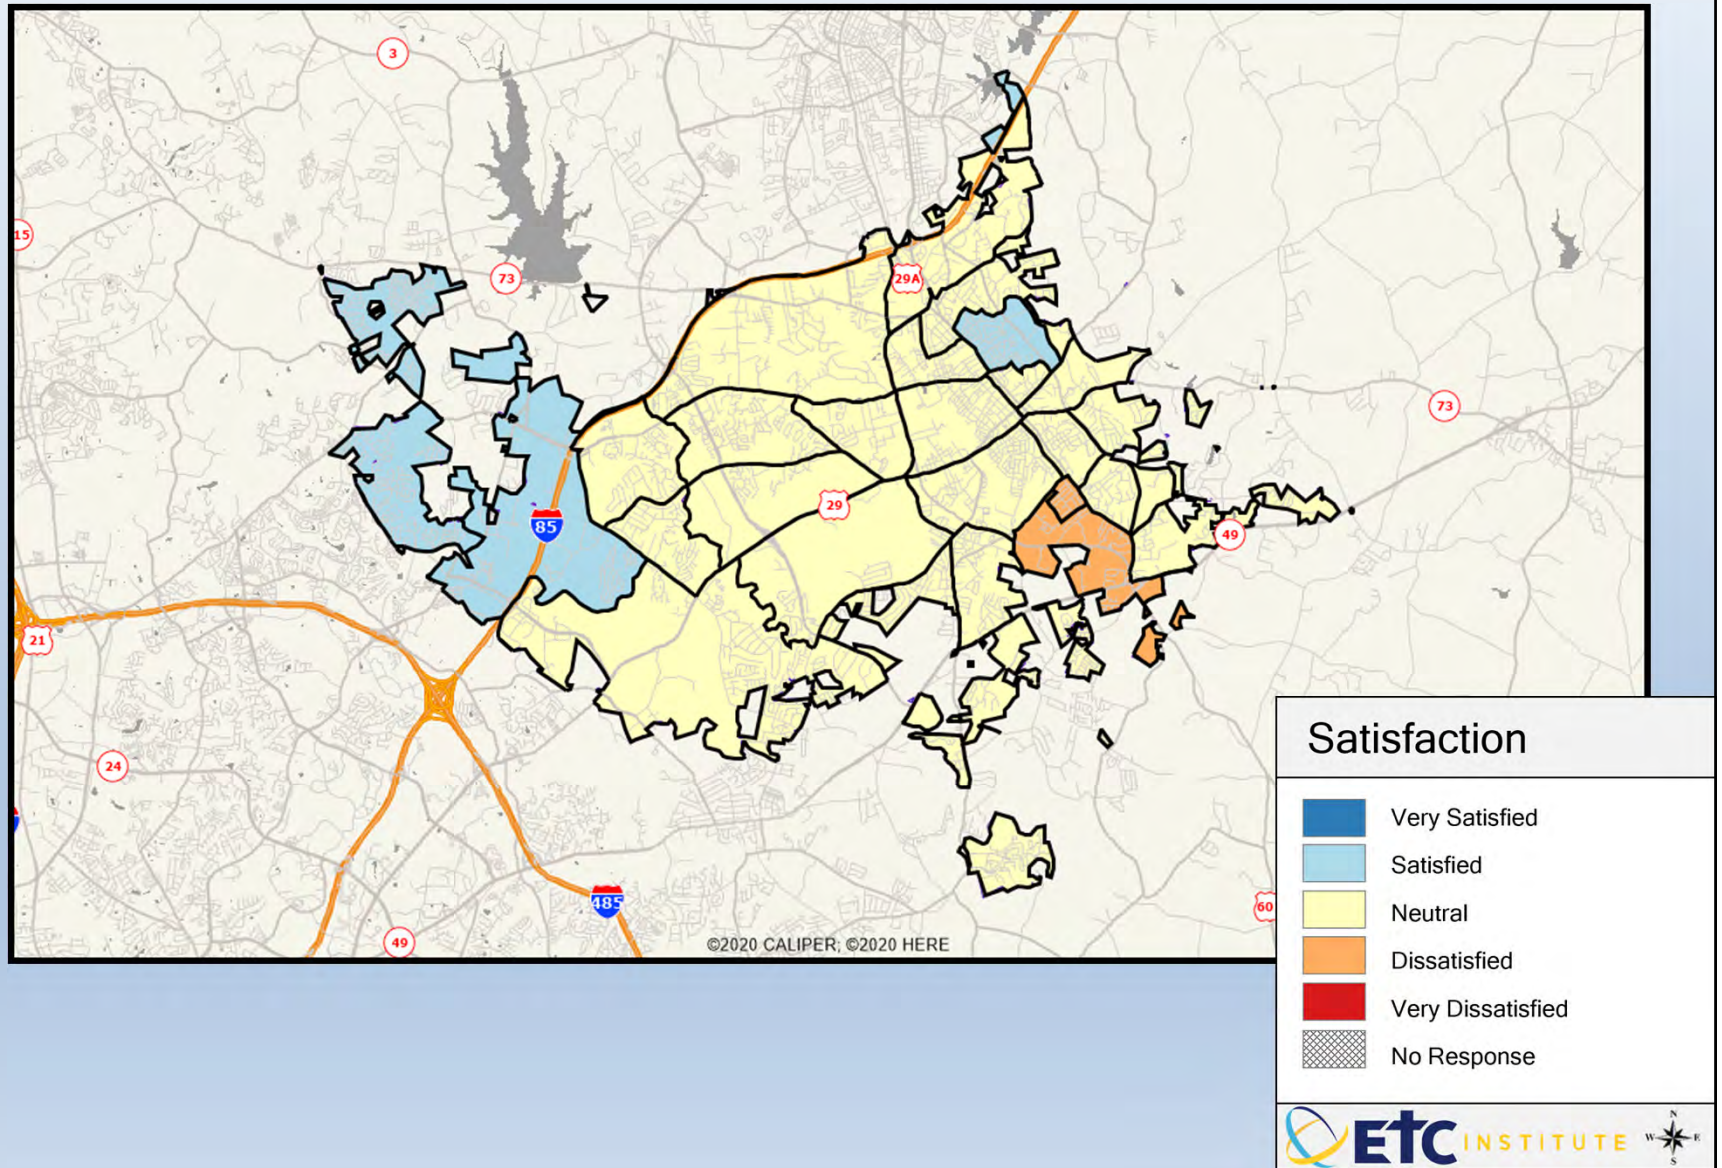 3
15
73
29A
73
29
85
49
21
24
485
60
49
©2020 CALIPER; ©2020 HERE
Satisfaction
Very Satisfied
Satisfied
Neutral
Dissatisfied
Very Dissatisfied
No Response
ETC INSTITUTE
N
W E
S